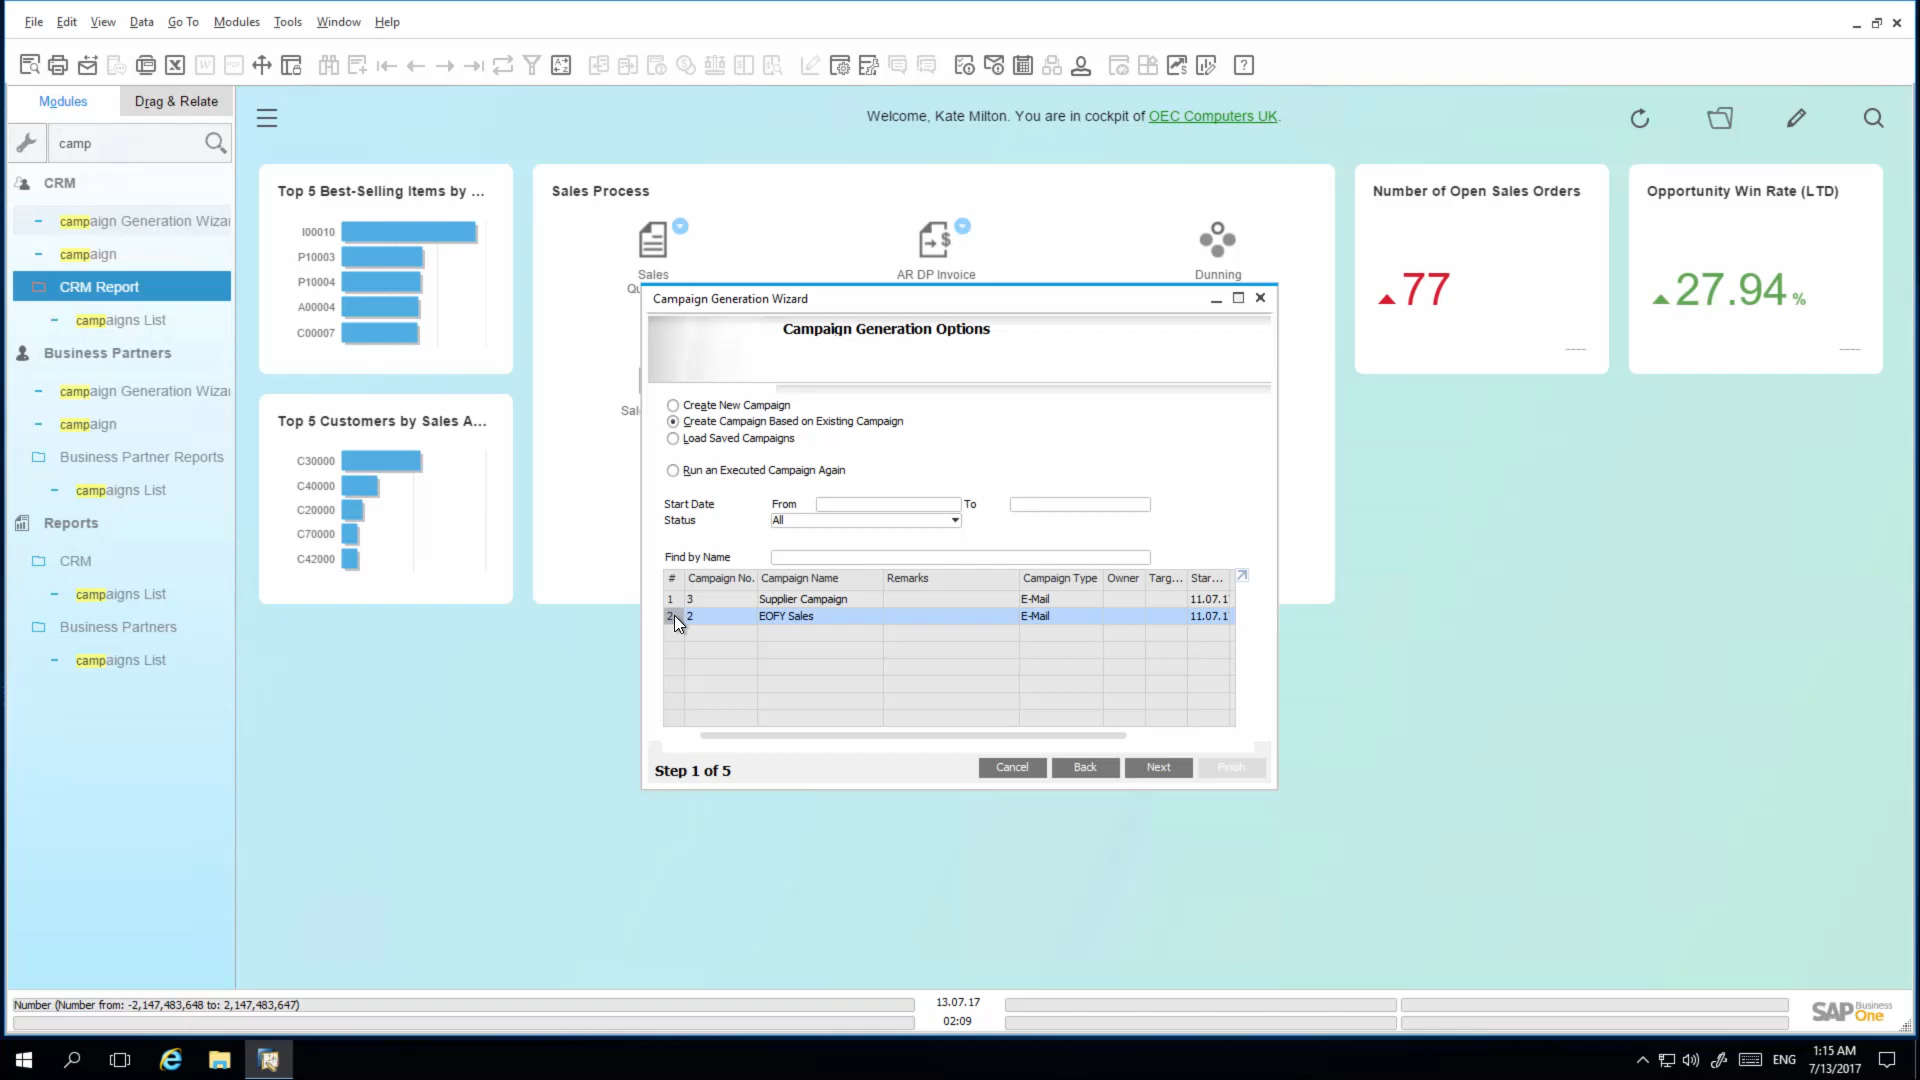 File Edit View Data Go To Modules Tools Window Help
Modules
Drag & Relate
camp
CRM
campaign Generation Wizar
campaign
CRM Report
campaigns List
Business Partners
campaign Generation Wizar
campaign
Business Partner Reports
campaigns List
Reports
CRM
campaigns List
Business Partners
campaigns List
Welcome, Kate Milton. You are in cockpit of OEC Computers UK.
Top 5 Best-Selling Items by ...
I00010
P10003
P10004
A00004
C00007
Top 5 Customers by Sales A...
C30000
C40000
C20000
C70000
C42000
Sales Process
Sales
Qu
AR DP Invoice
Dunning
Sal
Number of Open Sales Orders
77
Opportunity Win Rate (LTD)
27.94 %
Campaign Generation Wizard
Campaign Generation Options
Create New Campaign
Create Campaign Based on Existing Campaign
Load Saved Campaigns
Run an Executed Campaign Again
Start Date From To
Status All
Find by Name
# Campaign No. Campaign Name Remarks Campaign Type Owner Targ... Star...
1 3 Supplier Campaign E-Mail 11.07.1
2 2 EOFY Sales E-Mail 11.07.1
Step 1 of 5
Cancel Back Next Finish
Number (Number from: -2,147,483,648 to: 2,147,483,647)
13.07.17
02:09
SAP Business One
ENG
1:15 AM
7/13/2017